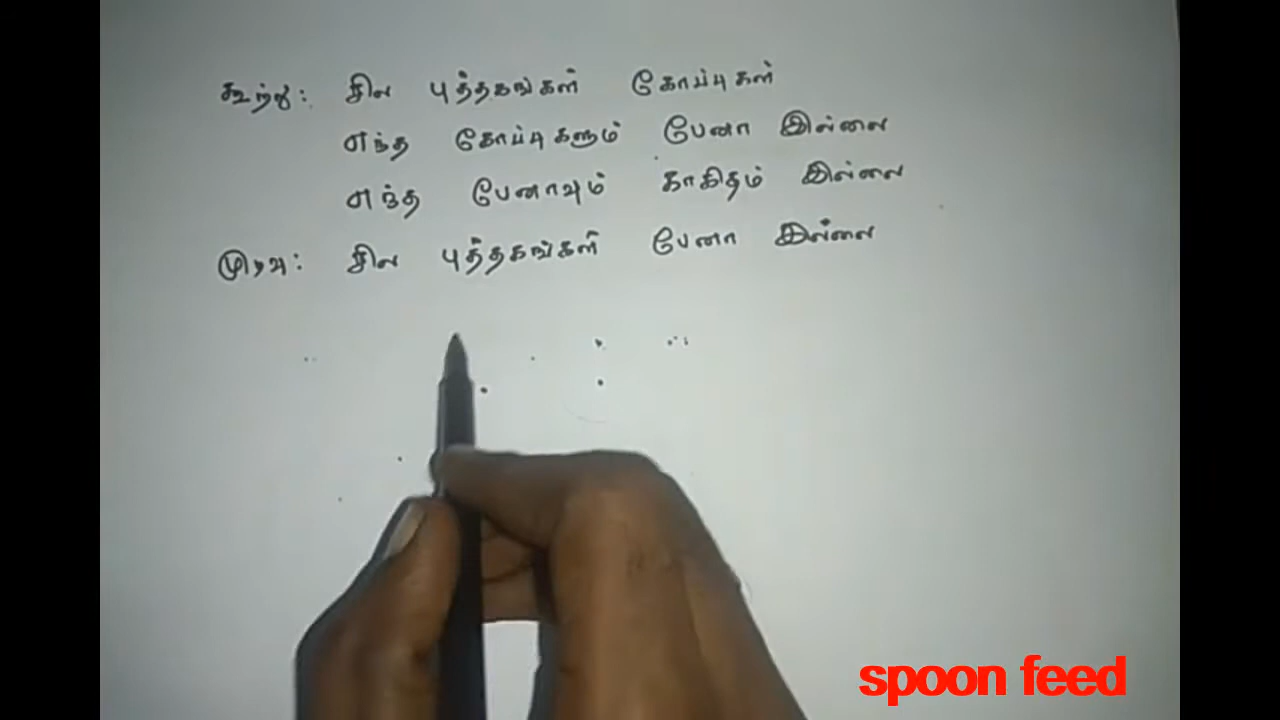 கூற்று: சில புத்தகங்கள் கோப்புகள்
எந்த கோப்புகளும் பேனா இல்லை
எந்த பேனாவும் காகிதம் இல்லை
முடிவு: சில புத்தகங்கள் பேனா இல்லை
spoon feed